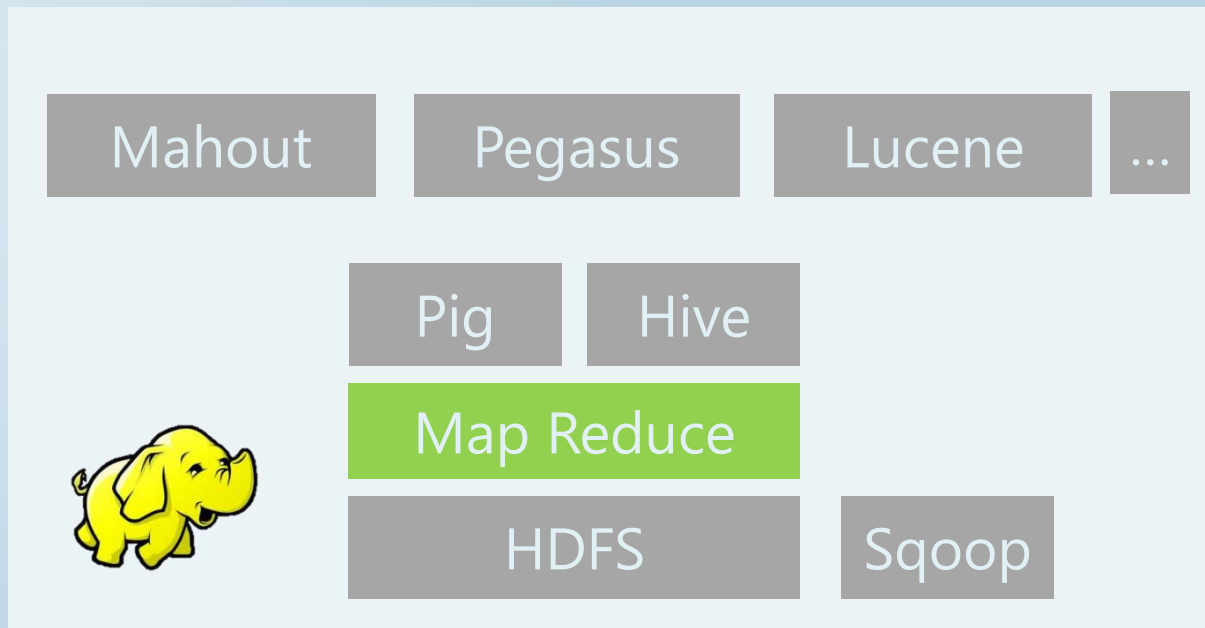 Mahout
Pegasus
Lucene
...
Pig
Hive
Map Reduce
HDFS
Sqoop